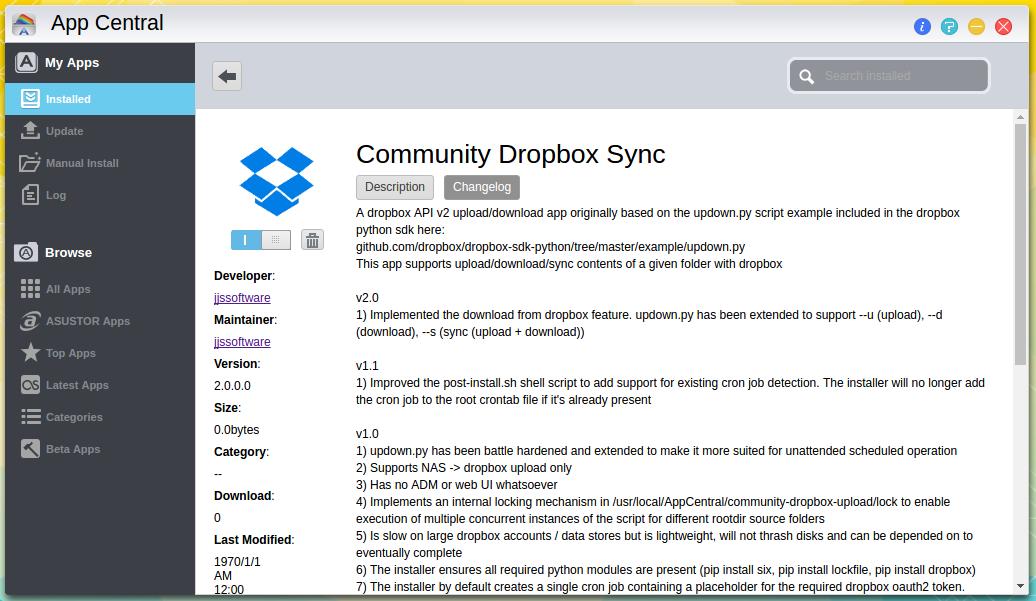 App Central
My Apps
Installed
Update
Manual Install
Log
Browse
All Apps
ASUSTOR Apps
Top Apps
Latest Apps
Categories
Beta Apps
Search installed
Community Dropbox Sync
Description
Changelog
Developer:
jjssoftware
Maintainer:
jjssoftware
Version:
2.0.0.0
Size:
0.0bytes
Category:
--
Download:
0
Last Modified:
1970/1/1
AM
12:00
A dropbox API v2 upload/download app originally based on the updown.py script example included in the dropbox
python sdk here:
github.com/dropbox/dropbox-sdk-python/tree/master/example/updown.py
This app supports upload/download/sync contents of a given folder with dropbox
v2.0
1) Implemented the download from dropbox feature. updown.py has been extended to support --u (upload), --d
(download), --s (sync (upload + download))
v1.1
1) Improved the post-install.sh shell script to add support for existing cron job detection. The installer will no longer add
the cron job to the root crontab file if it's already present
v1.0
1) updown.py has been battle hardened and extended to make it more suited for unattended scheduled operation
2) Supports NAS -> dropbox upload only
3) Has no ADM or web UI whatsoever
4) Implements an internal locking mechanism in /usr/local/AppCentral/community-dropbox-upload/lock to enable
execution of multiple concurrent instances of the script for different rootdir source folders
5) Is slow on large dropbox accounts / data stores but is lightweight, will not thrash disks and can be depended on to
eventually complete
6) The installer ensures all required python modules are present (pip install six, pip install lockfile, pip install dropbox)
7) The installer by default creates a single cron job containing a placeholder for the required dropbox oauth2 token.